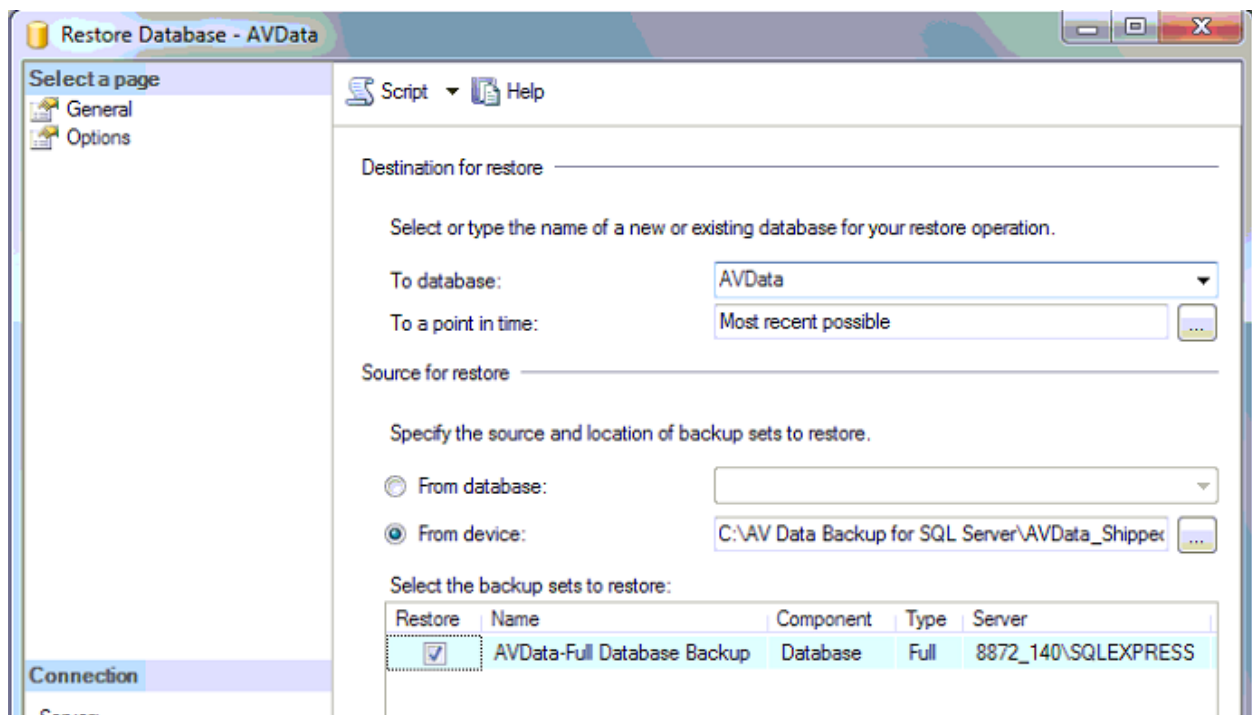 Restore Database - AVData
Select a page
General
Options
Script
Help
Destination for restore
Select or type the name of a new or existing database for your restore operation.
To database: AVData
To a point in time: Most recent possible ...
Source for restore
Specify the source and location of backup sets to restore.
From database:
From device: C:\AV Data Backup for SQL Server\AVData_Shipped ...
Select the backup sets to restore:
Restore Name Component Type Server
AVData-Full Database Backup Database Full 8872_140\SQLEXPRESS
Connection